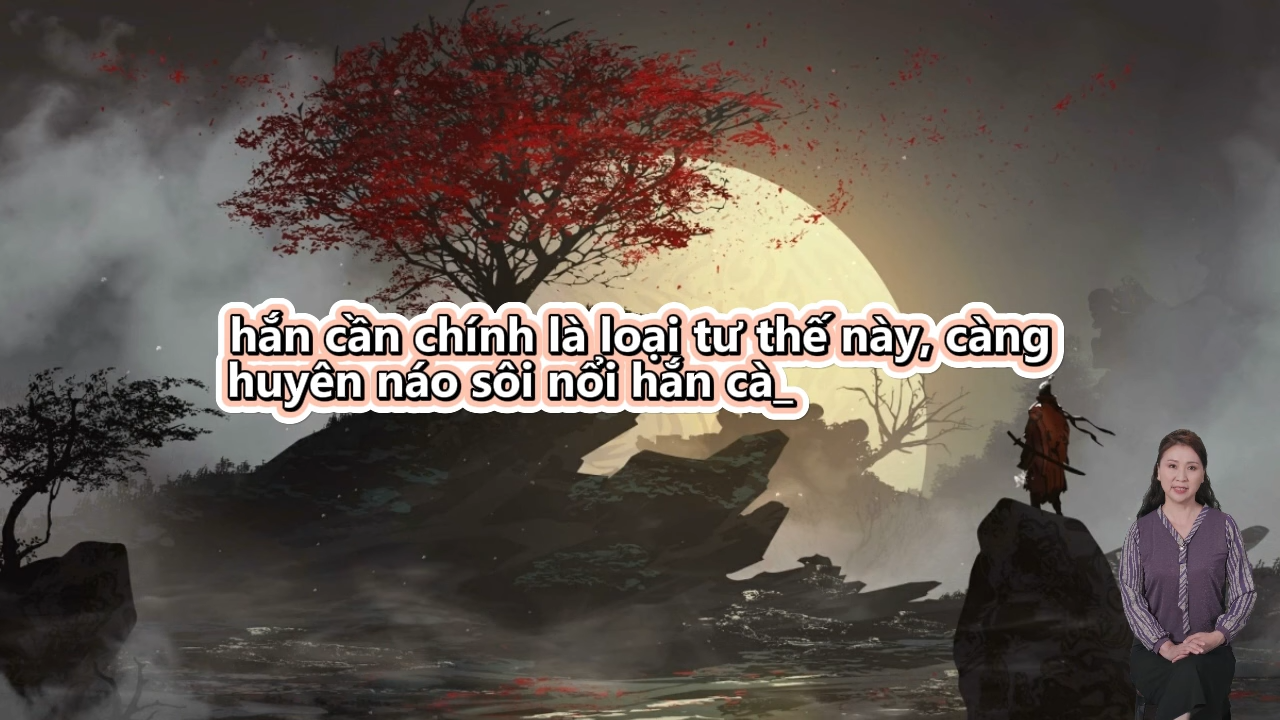 hắn cần chính là loại tư thế này, càng
huyên náo sôi nổi hắn cà_